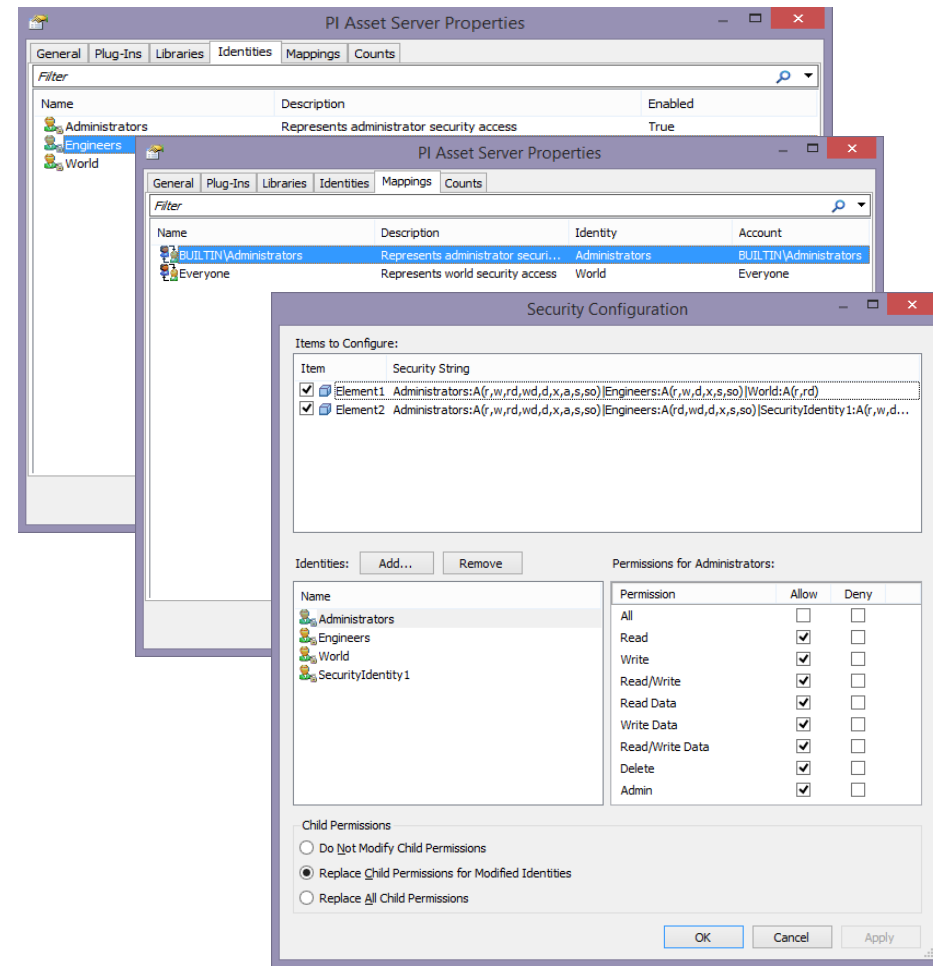 PI Asset Server Properties
General Plug-Ins Libraries Identities Mappings Counts
Filter
Name Description Enabled
Administrators Represents administrator security access True
Engineers
World
PI Asset Server Properties
General Plug-Ins Libraries Identities Mappings Counts
Filter
Name Description Identity Account
BUILTIN\Administrators Represents administrator securi... Administrators BUILTIN\Administrators
Everyone Represents world security access World Everyone
Security Configuration
Items to Configure:
Item Security String
Element1 Administrators:A(r,w,rd,wd,d,x,a,s,so)|Engineers:A(r,w,d,x,s,so)|World:A(r,rd)
Element2 Administrators:A(r,w,rd,wd,d,x,a,s,so)|Engineers:A(rd,wd,d,x,s,so)|SecurityIdentity1:A(r,w,d...
Identities: Add... Remove Permissions for Administrators:
Name Permission Allow Deny
Administrators All
Engineers Read
World Write
SecurityIdentity1 Read/Write
Read Data
Write Data
Read/Write Data
Delete
Admin
Child Permissions
Do Not Modify Child Permissions
Replace Child Permissions for Modified Identities
Replace All Child Permissions
OK Cancel Apply